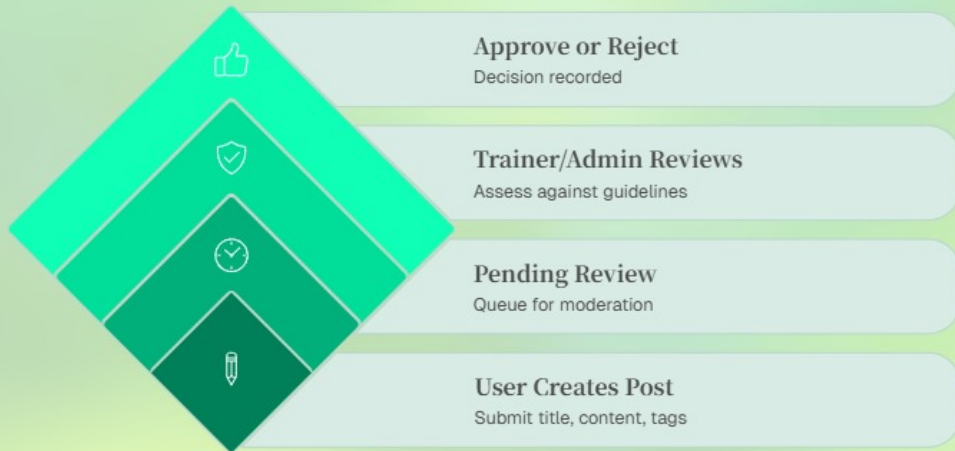 Approve or Reject
Decision recorded
Trainer/Admin Reviews
Assess against guidelines
Pending Review
Queue for moderation
User Creates Post
Submit title, content, tags